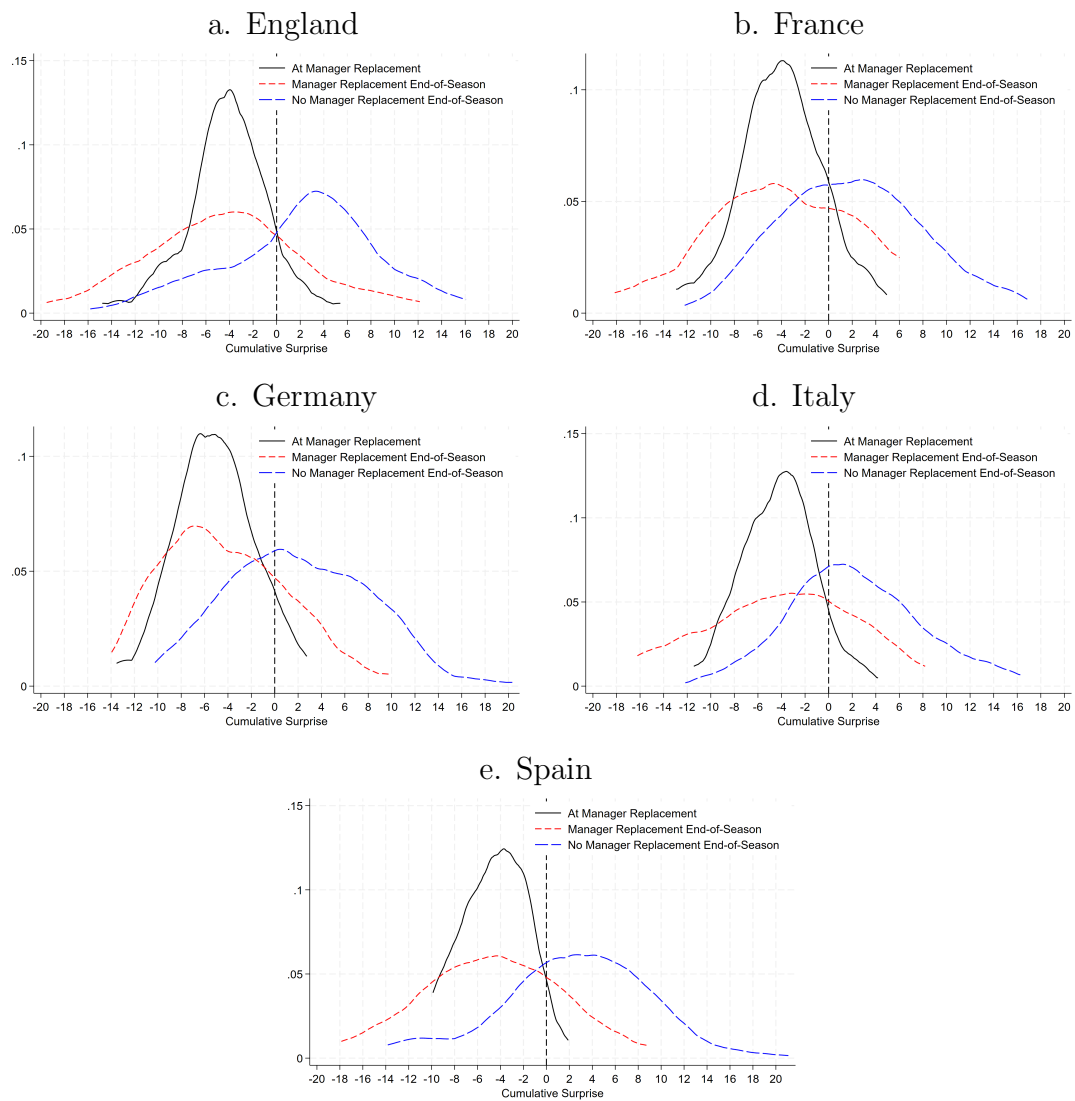 a. England
.15
.1
.05
0
At Manager Replacement
Manager Replacement End-of-Season
No Manager Replacement End-of-Season
-20 -18 -16 -14 -12 -10 -8 -6 -4 -2 0 2 4 6 8 10 12 14 16 18 20
Cumulative Surprise
b. France
.1
.05
0
At Manager Replacement
Manager Replacement End-of-Season
No Manager Replacement End-of-Season
-20 -18 -16 -14 -12 -10 -8 -6 -4 -2 0 2 4 6 8 10 12 14 16 18 20
Cumulative Surprise
c. Germany
.1
.05
0
At Manager Replacement
Manager Replacement End-of-Season
No Manager Replacement End-of-Season
-20 -18 -16 -14 -12 -10 -8 -6 -4 -2 0 2 4 6 8 10 12 14 16 18 20
Cumulative Surprise
d. Italy
.15
.1
.05
0
At Manager Replacement
Manager Replacement End-of-Season
No Manager Replacement End-of-Season
-20 -18 -16 -14 -12 -10 -8 -6 -4 -2 0 2 4 6 8 10 12 14 16 18 20
Cumulative Surprise
e. Spain
.15
.1
.05
0
At Manager Replacement
Manager Replacement End-of-Season
No Manager Replacement End-of-Season
-20 -18 -16 -14 -12 -10 -8 -6 -4 -2 0 2 4 6 8 10 12 14 16 18 20
Cumulative Surprise